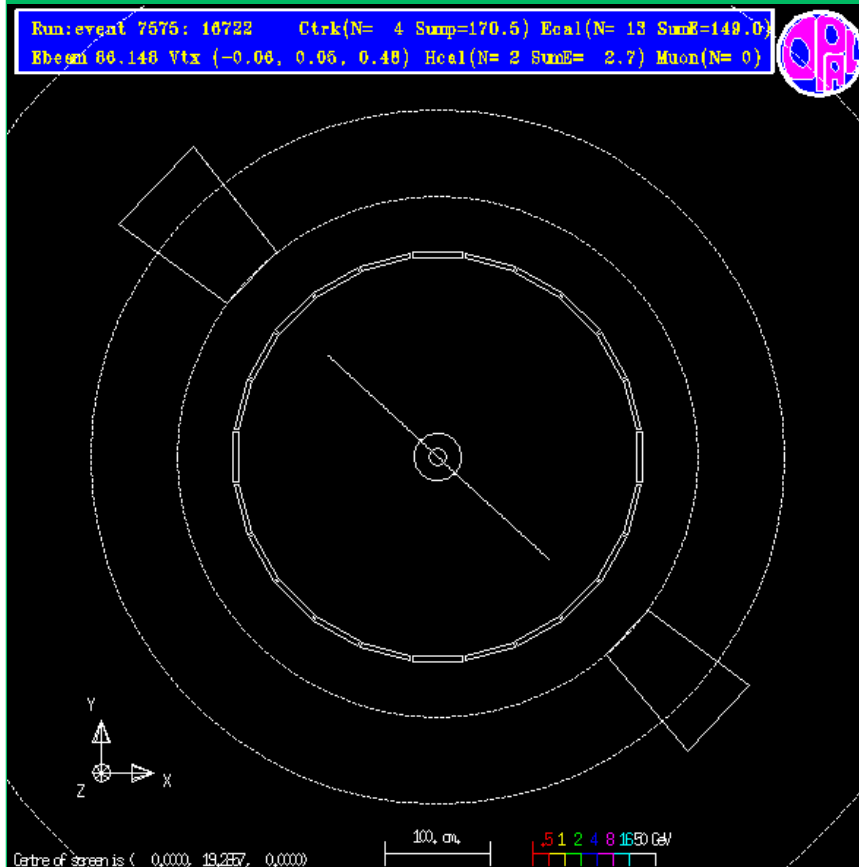 Run:event 7575: 16722 Ctrk(N= 4 Sump=170.5) Ecal(N= 13 SumE=149.0)
Ebeam 86.148 Vtx (-0.06, 0.05, 0.48) Hcal(N= 2 SumE= 2.7) Muon(N= 0)
OPAL
Y
X
Z
100. cm.
.5 1 2 4 8 16 50 GeV
Centre of screen is ( 0.0000, 19.2857, 0.0000)